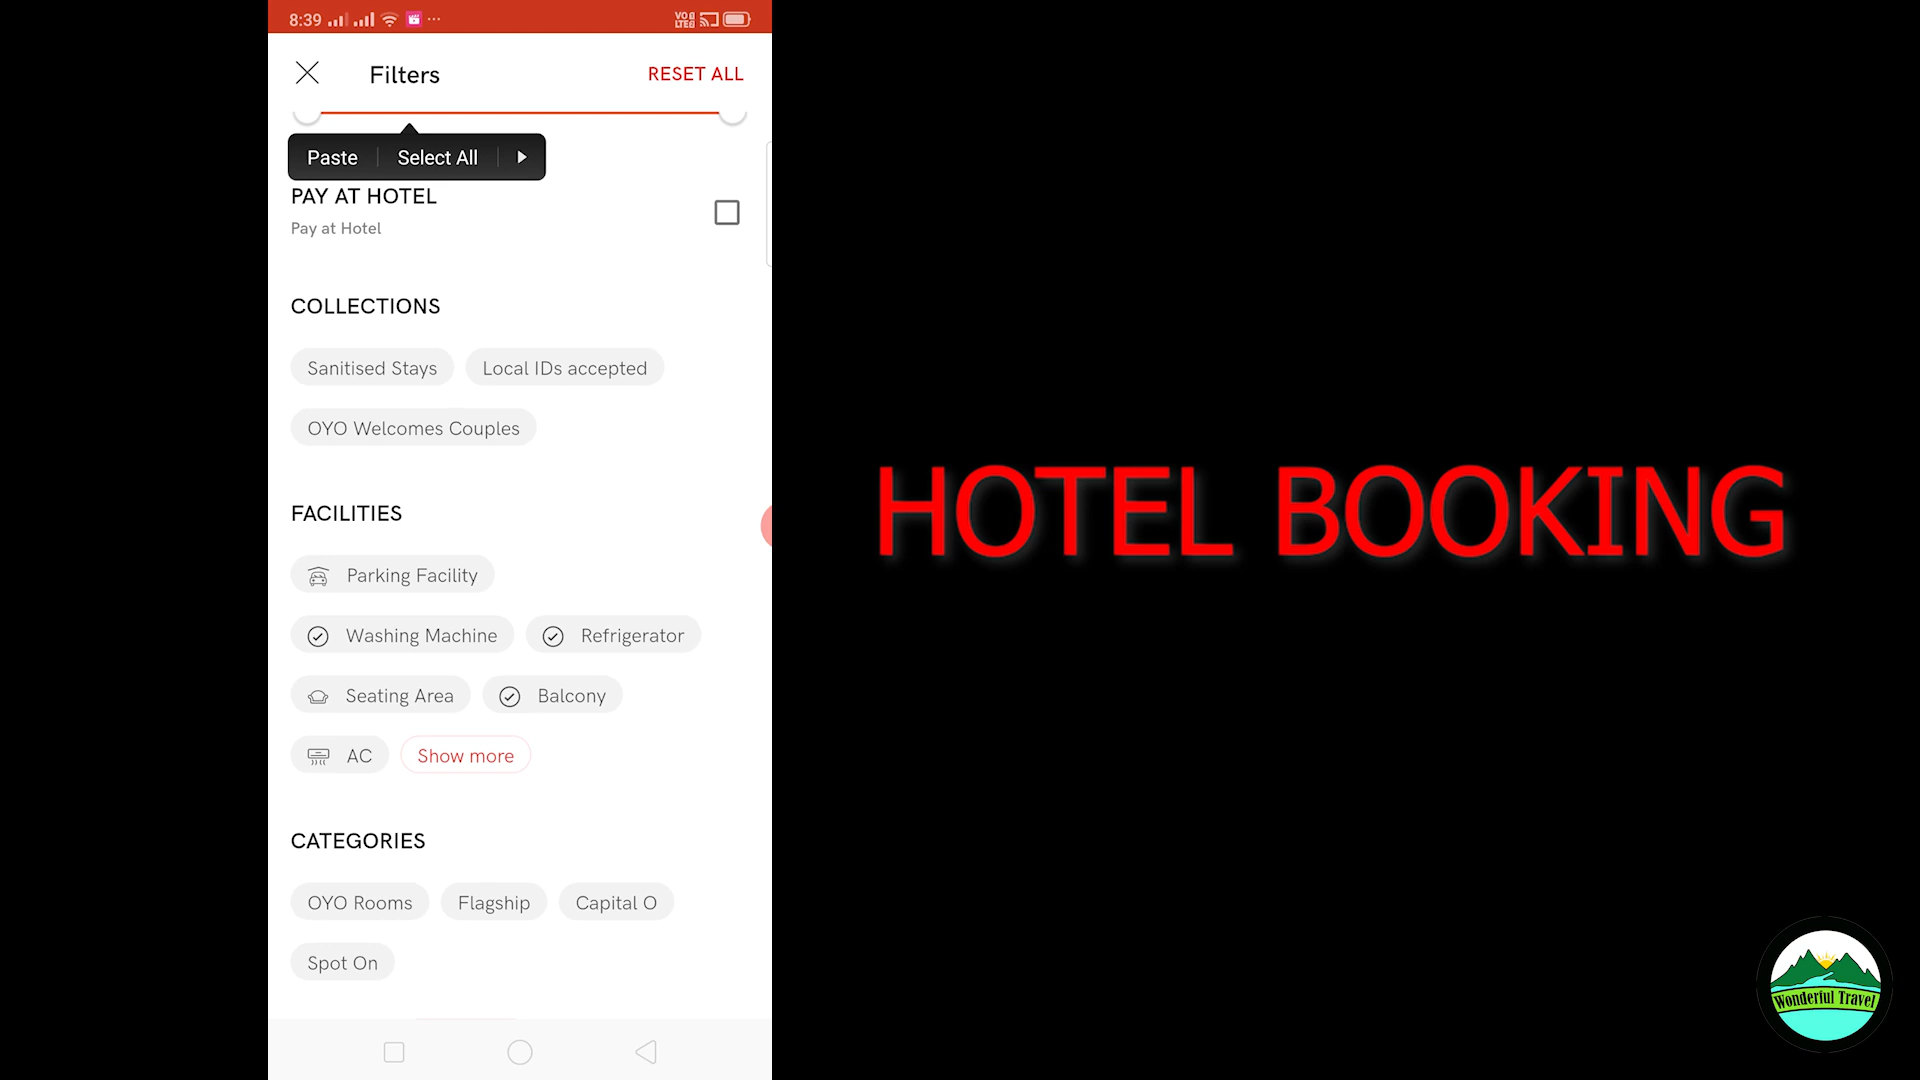 8:39
VO LTE
Filters
RESET ALL
Paste
Select All
PAY AT HOTEL
Pay at Hotel
COLLECTIONS
Sanitised Stays
Local IDs accepted
OYO Welcomes Couples
FACILITIES
Parking Facility
Washing Machine
Refrigerator
Seating Area
Balcony
AC
Show more
CATEGORIES
OYO Rooms
Flagship
Capital O
Spot On
HOTEL BOOKING
Wonderful Travel